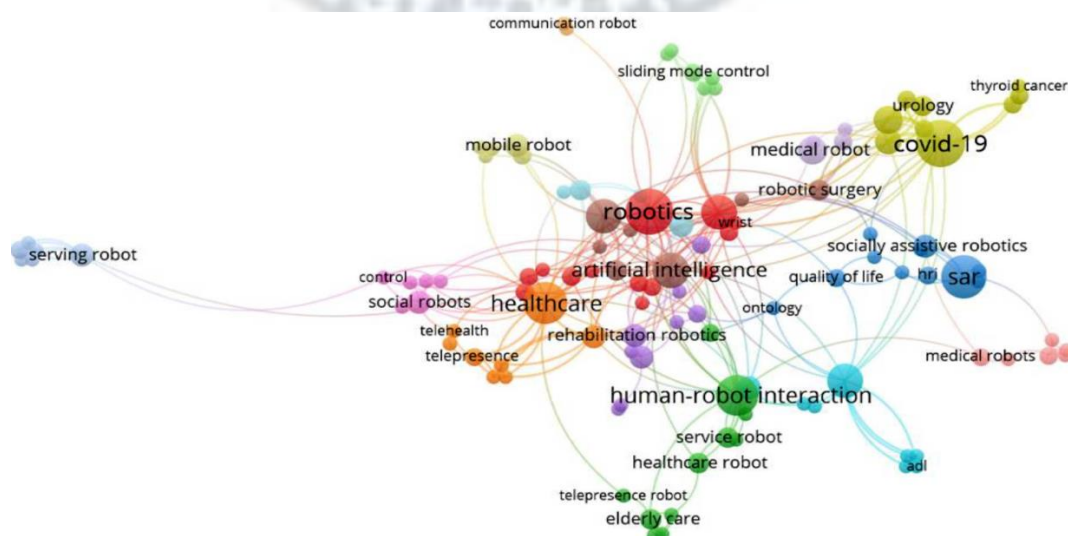 communication robot
sliding mode control
thyroid cancer
urology
covid-19
mobile robot
medical robot
robotic surgery
robotics
wrist
serving robot
socially assistive robotics
control
artificial intelligence
quality of life
hri
sar
social robots
healthcare
ontology
telehealth
rehabilitation robotics
telepresence
medical robots
human-robot interaction
service robot
healthcare robot
adl
telepresence robot
elderly care